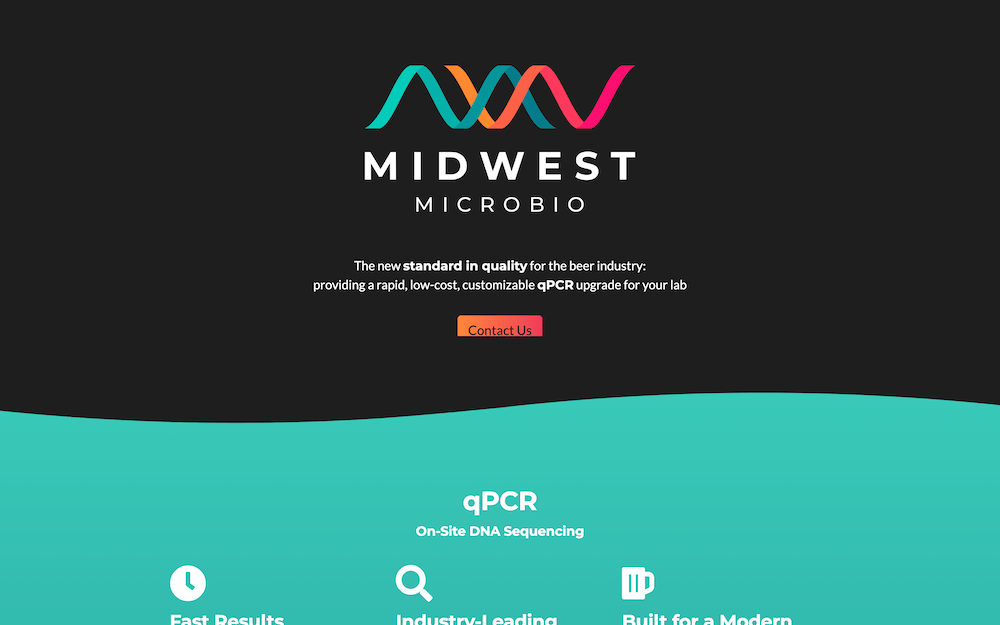 MIDWEST
MICROBIO
The new standard in quality for the beer industry:
providing a rapid, low-cost, customizable qPCR upgrade for your lab
Contact Us
qPCR
On-Site DNA Sequencing
Fast Results
Industry-Leading
Built for a Modern